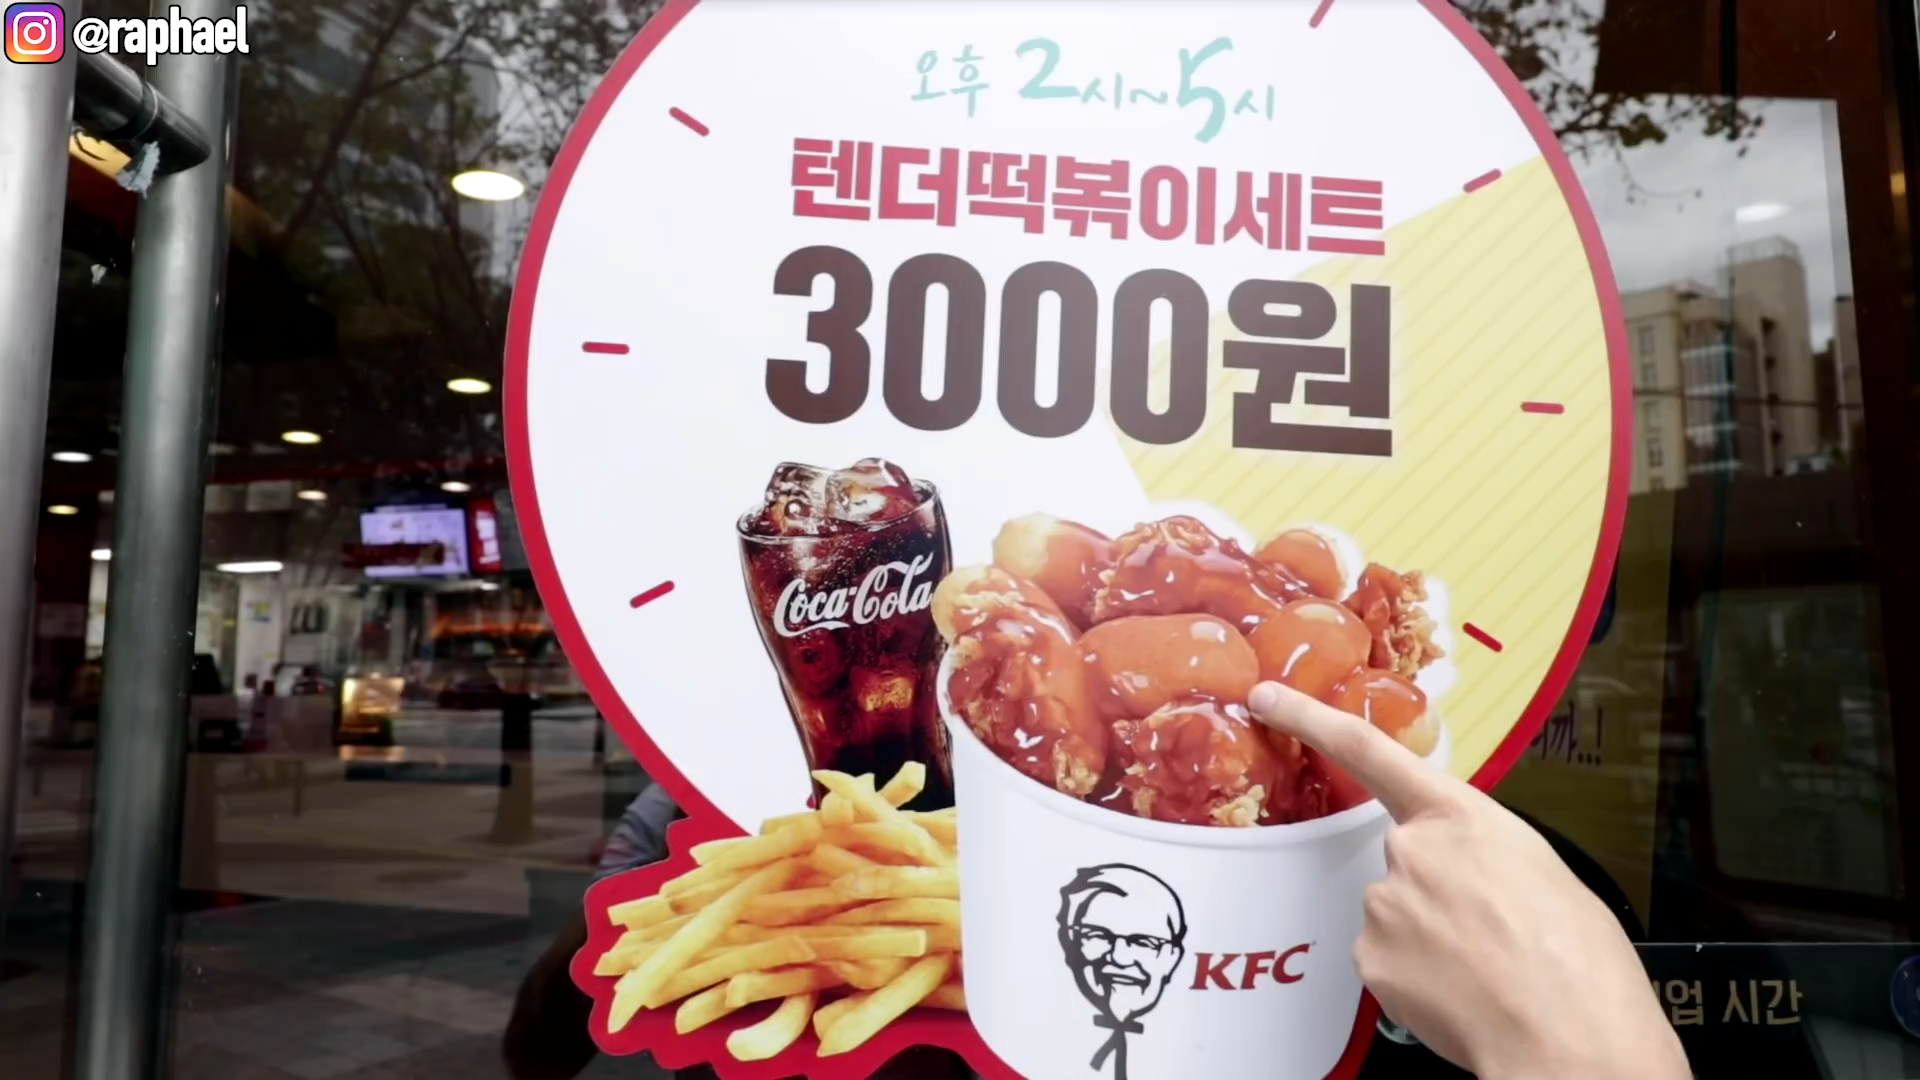 @raphael
오후 2시~5시
텐더떡볶이세트
3000원
Coca-Cola
KFC
시간